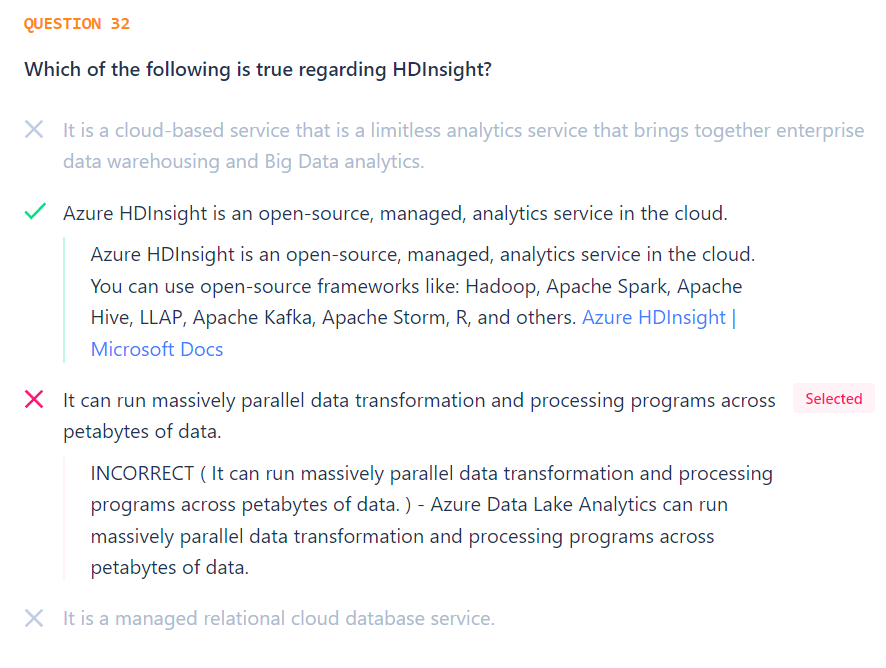 QUESTION 32
Which of the following is true regarding HDInsight?
It is a cloud-based service that is a limitless analytics service that brings together enterprise
data warehousing and Big Data analytics.
Azure HDInsight is an open-source, managed, analytics service in the cloud.
Azure HDInsight is an open-source, managed, analytics service in the cloud.
You can use open-source frameworks like: Hadoop, Apache Spark, Apache
Hive, LLAP, Apache Kafka, Apache Storm, R, and others. Azure HDInsight |
Microsoft Docs
It can run massively parallel data transformation and processing programs across
petabytes of data.
Selected
INCORRECT ( It can run massively parallel data transformation and processing
programs across petabytes of data. ) - Azure Data Lake Analytics can run
massively parallel data transformation and processing programs across
petabytes of data.
It is a managed relational cloud database service.